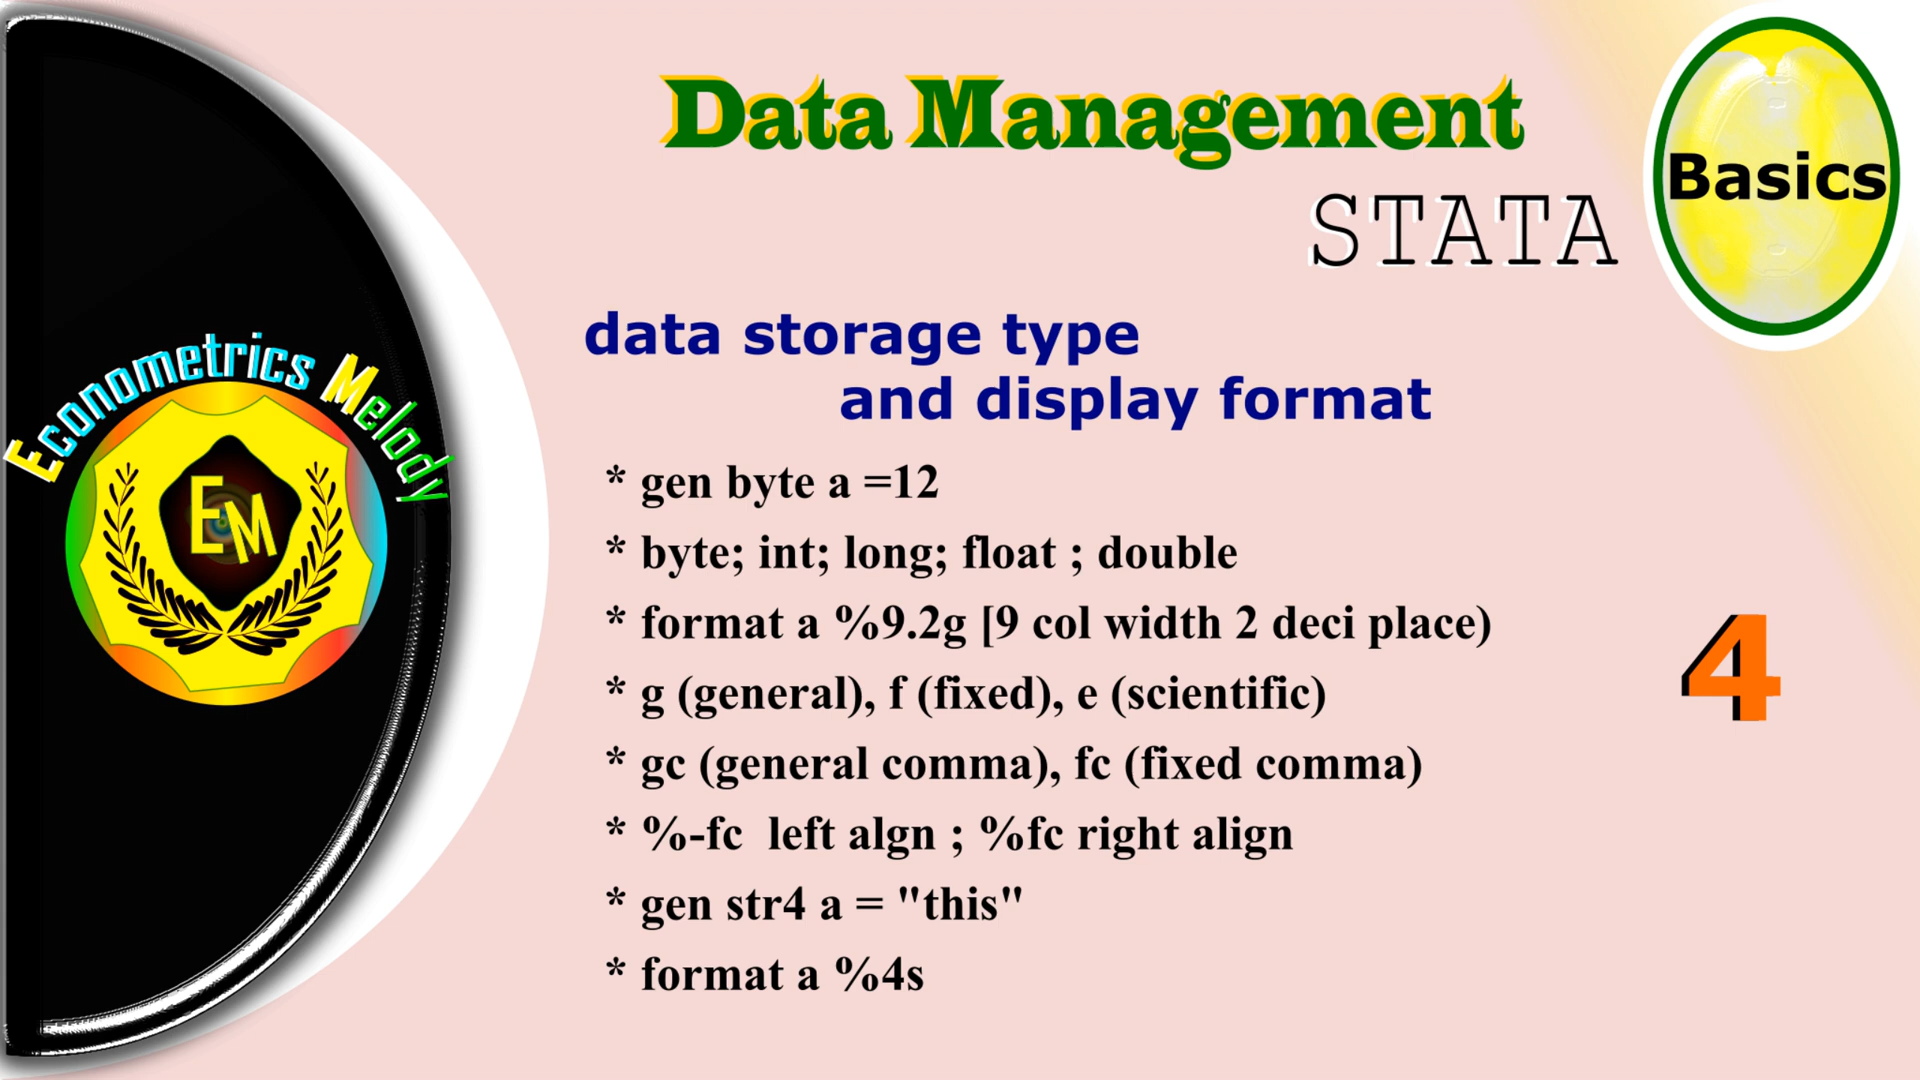 Data Management
STATA
Basics
data storage type
and display format
Econometrics Melody
EM
* gen byte a =12
* byte; int; long; float ; double
* format a %9.2g [9 col width 2 deci place)
* g (general), f (fixed), e (scientific)
* gc (general comma), fc (fixed comma)
* %-fc  left algn ; %fc right align
* gen str4 a = "this"
* format a %4s
4